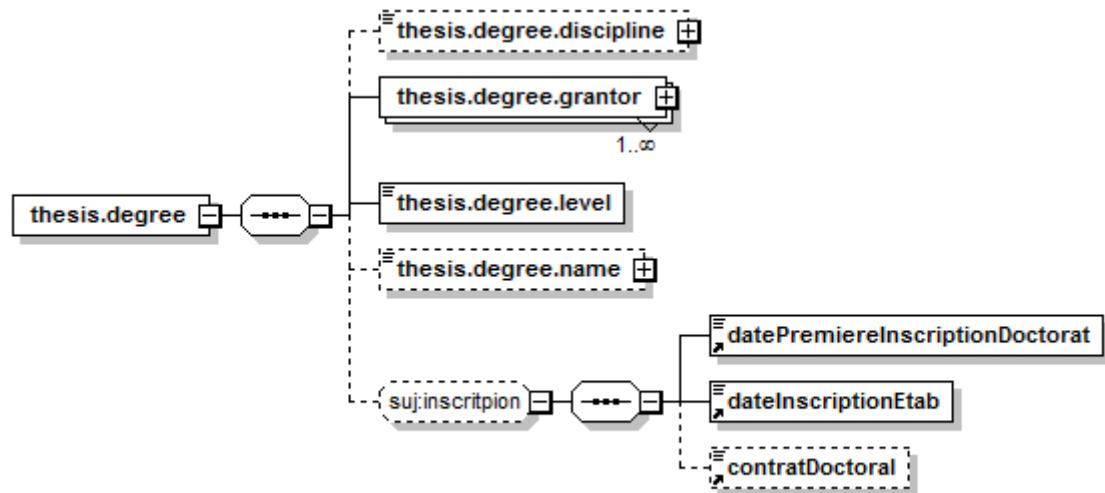 thesis.degree.discipline
thesis.degree.grantor
1..∞
thesis.degree
thesis.degree.level
thesis.degree.name
datePremiereInscriptionDoctorat
suj:inscritpion
dateInscriptionEtab
contratDoctoral